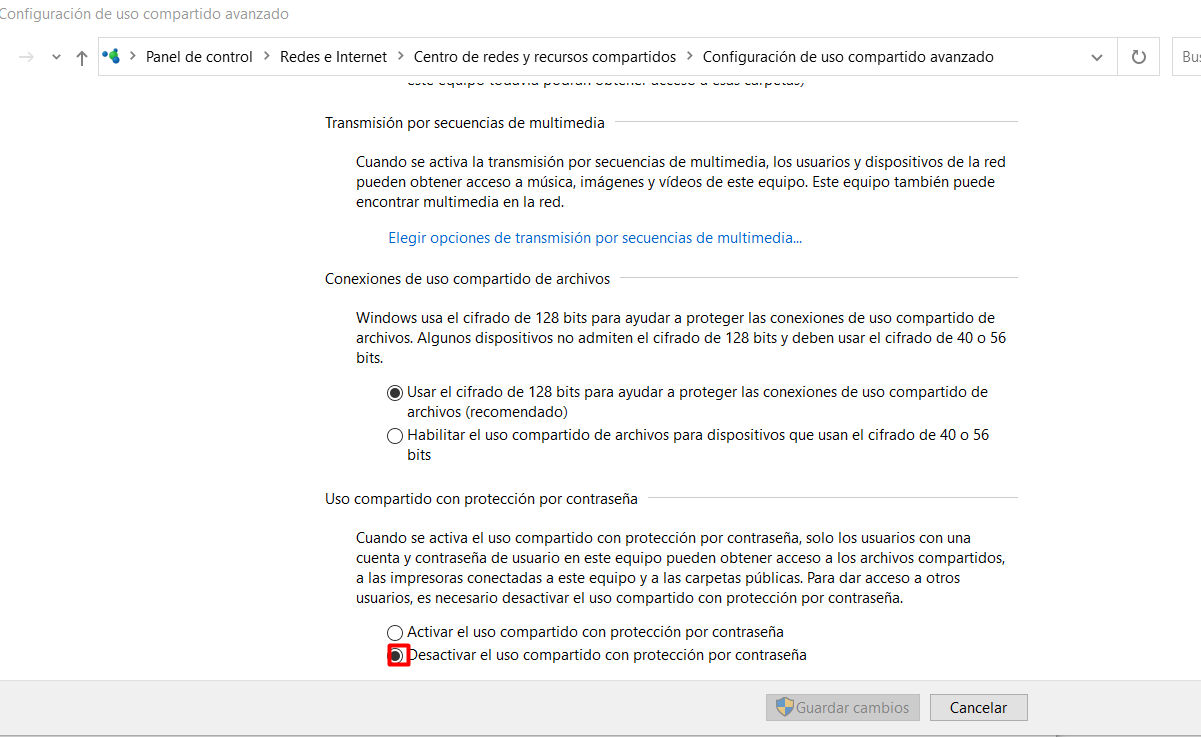 Configuración de uso compartido avanzado
Panel de control > Redes e Internet > Centro de redes y recursos compartidos > Configuración de uso compartido avanzado
Bus
este equipo todavía podrán obtener acceso a esas carpetas)
Transmisión por secuencias de multimedia
Cuando se activa la transmisión por secuencias de multimedia, los usuarios y dispositivos de la red
pueden obtener acceso a música, imágenes y vídeos de este equipo. Este equipo también puede
encontrar multimedia en la red.
Elegir opciones de transmisión por secuencias de multimedia...
Conexiones de uso compartido de archivos
Windows usa el cifrado de 128 bits para ayudar a proteger las conexiones de uso compartido de
archivos. Algunos dispositivos no admiten el cifrado de 128 bits y deben usar el cifrado de 40 o 56
bits.
Usar el cifrado de 128 bits para ayudar a proteger las conexiones de uso compartido de
archivos (recomendado)
Habilitar el uso compartido de archivos para dispositivos que usan el cifrado de 40 o 56
bits
Uso compartido con protección por contraseña
Cuando se activa el uso compartido con protección por contraseña, solo los usuarios con una
cuenta y contraseña de usuario en este equipo pueden obtener acceso a los archivos compartidos,
a las impresoras conectadas a este equipo y a las carpetas públicas. Para dar acceso a otros
usuarios, es necesario desactivar el uso compartido con protección por contraseña.
Activar el uso compartido con protección por contraseña
Desactivar el uso compartido con protección por contraseña
Guardar cambios
Cancelar